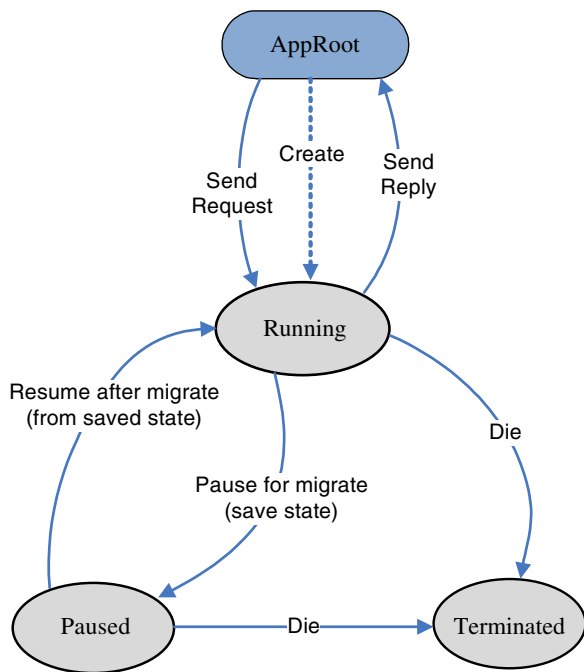 AppRoot
Create
Send
Request
Send
Reply
Running
Resume after migrate
(from saved state)
Die
Pause for migrate
(save state)
Paused
Die
Terminated